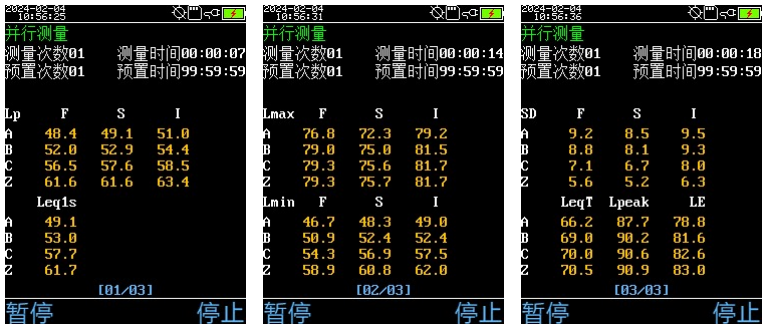 2024-02-04
10:56:25
并行测量
测量次数01 测量时间00:00:07
预置次数01 预置时间99:59:59
Lp F S I
A 48.4 49.1 51.0
B 52.0 52.9 54.4
C 56.5 57.6 58.5
Z 61.6 61.6 63.4
Leq1s
A 49.1
B 53.0
C 57.7
Z 61.7
[01/03]
暂停 停止
2024-02-04
10:56:31
并行测量
测量次数01 测量时间00:00:14
预置次数01 预置时间99:59:59
Lmax F S I
A 76.8 72.3 79.2
B 79.0 75.0 81.5
C 79.3 75.6 81.7
Z 79.3 75.7 81.7
Lmin F S I
A 46.7 48.3 49.0
B 50.9 52.4 52.4
C 54.3 56.9 57.5
Z 58.9 60.8 62.0
[02/03]
暂停 停止
2024-02-04
10:56:36
并行测量
测量次数01 测量时间00:00:18
预置次数01 预置时间99:59:59
SD F S I
A 9.2 8.5 9.5
B 8.8 8.1 9.3
C 7.1 6.7 8.0
Z 5.6 5.2 6.3
LeqT Lpeak LE
A 66.2 87.7 78.8
B 69.0 90.2 81.6
C 70.0 90.6 82.6
Z 70.5 90.9 83.0
[03/03]
暂停 停止